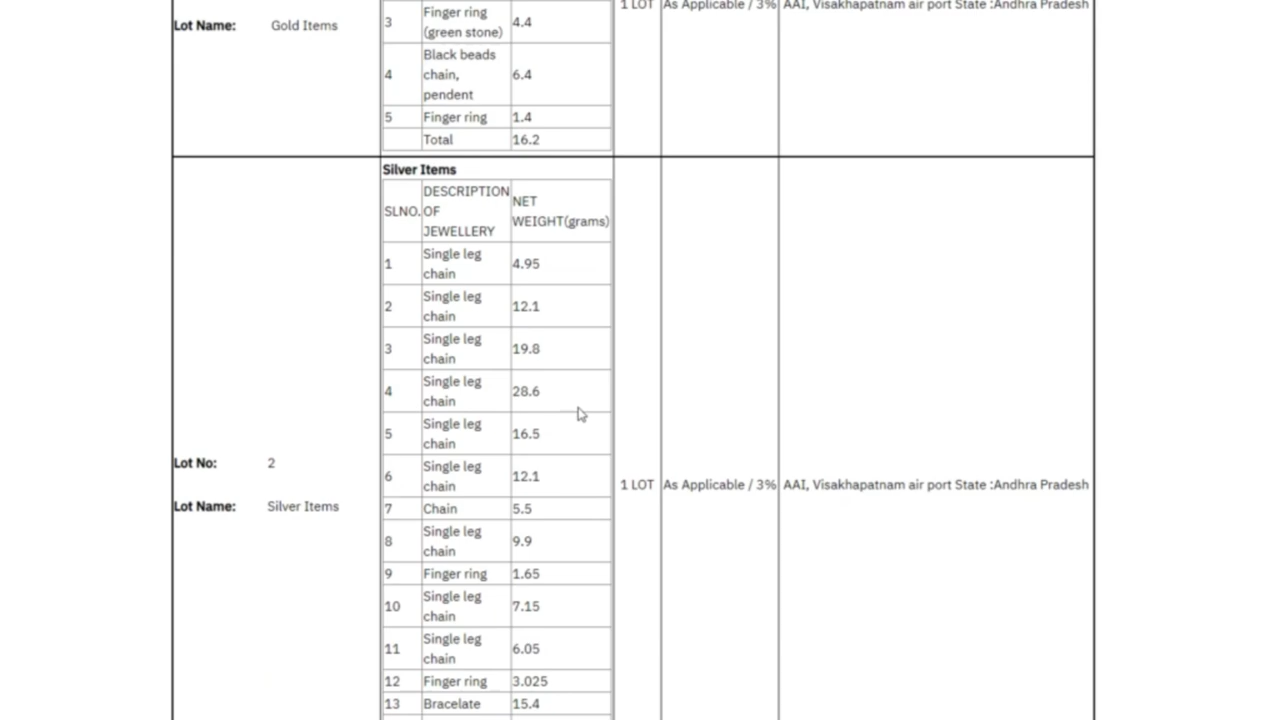 1 LOT As Applicable / 3% AAI, Visakhapatnam air port State :Andhra Pradesh
Lot Name: Gold Items
3 Finger ring (green stone) 4.4
4 Black beads chain, pendent 6.4
5 Finger ring 1.4
Total 16.2
Silver Items
SLNO. DESCRIPTION OF JEWELLERY NET WEIGHT(grams)
1 Single leg chain 4.95
2 Single leg chain 12.1
3 Single leg chain 19.8
4 Single leg chain 28.6
5 Single leg chain 16.5
Lot No: 2
6 Single leg chain 12.1
1 LOT As Applicable / 3% AAI, Visakhapatnam air port State :Andhra Pradesh
Lot Name: Silver Items
7 Chain 5.5
8 Single leg chain 9.9
9 Finger ring 1.65
10 Single leg chain 7.15
11 Single leg chain 6.05
12 Finger ring 3.025
13 Bracelate 15.4